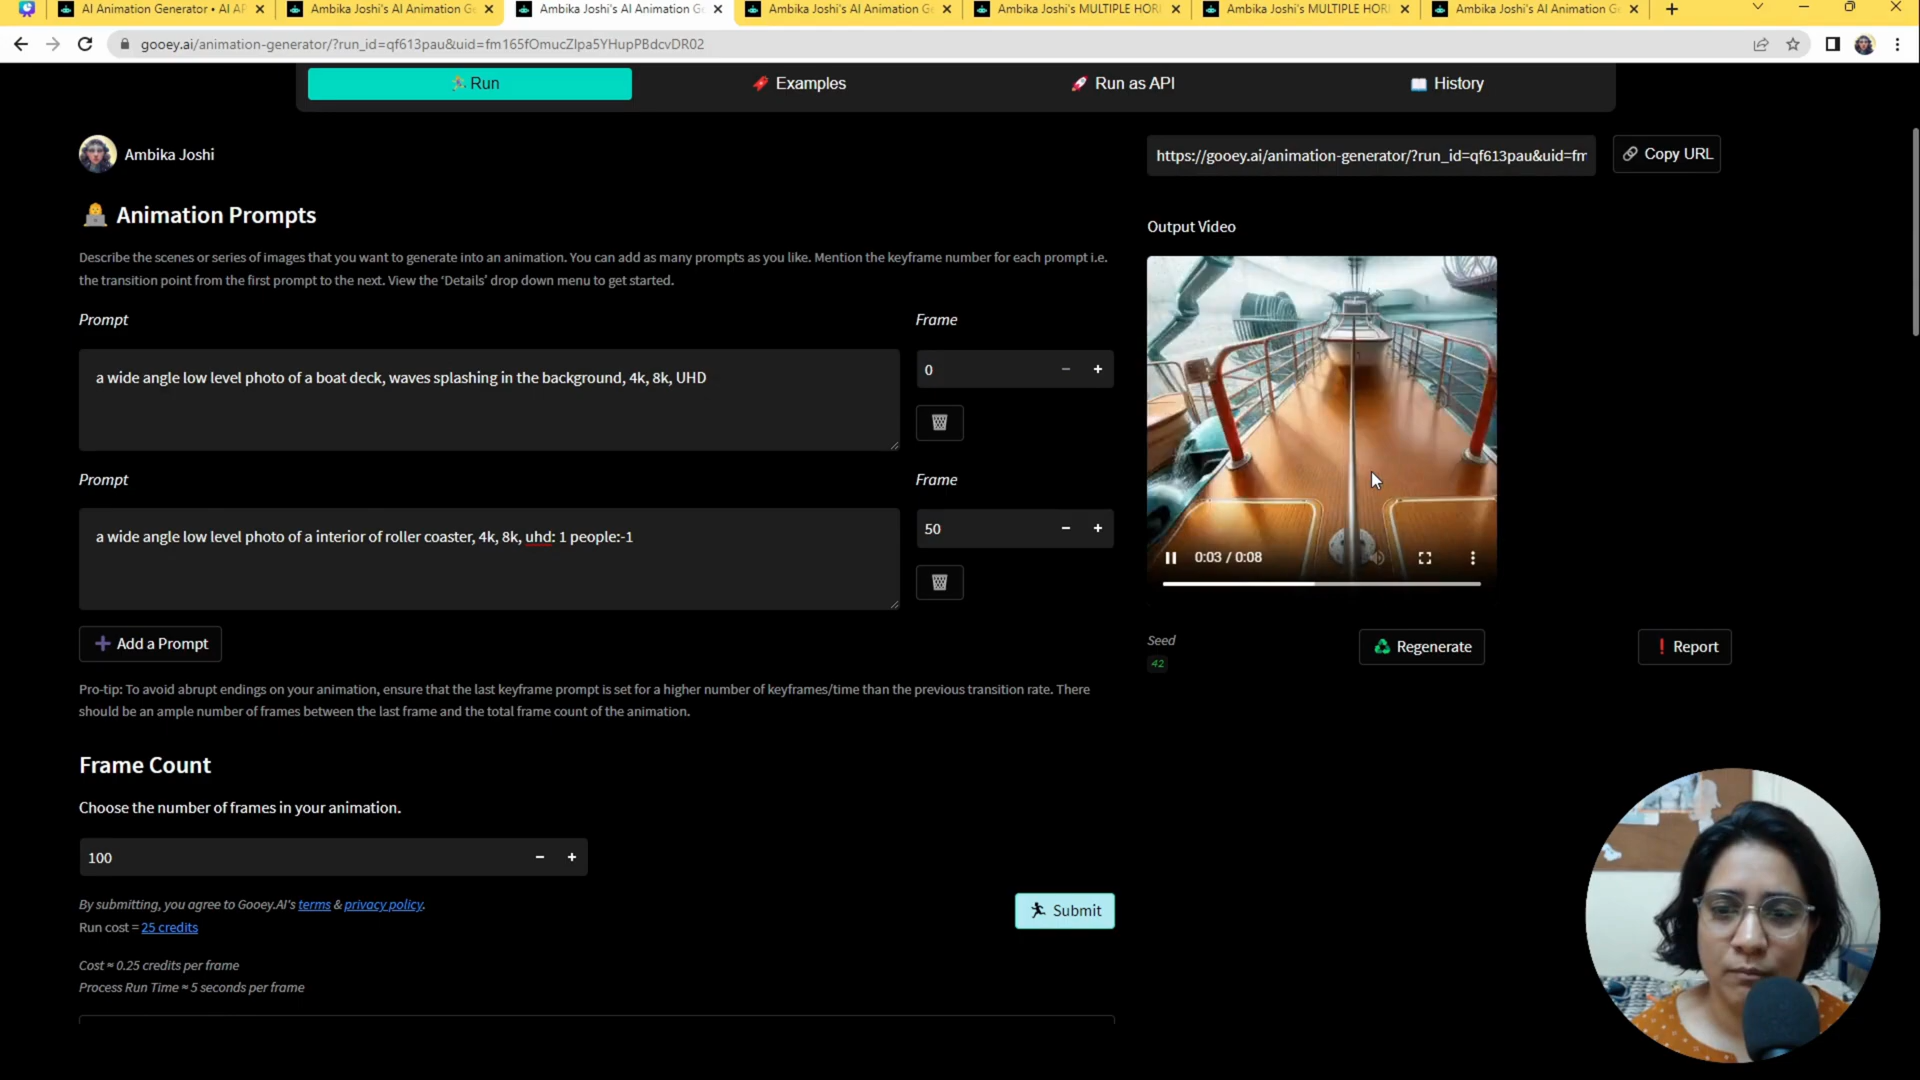 AI Animation Generator • AI AP
Ambika Joshi's AI Animation Ge
Ambika Joshi's AI Animation Ge
Ambika Joshi's AI Animation Ge
Ambika Joshi's MULTIPLE HORI
Ambika Joshi's MULTIPLE HORI
Ambika Joshi's AI Animation Ge
gooey.ai/animation-generator/?run_id=qf613pau&uid=fm165fOmucZIpa5YHupPBdcvDR02
Run
Examples
Run as API
History
Ambika Joshi
https://gooey.ai/animation-generator/?run_id=qf613pau&uid=fm
Copy URL
Animation Prompts
Output Video
Describe the scenes or series of images that you want to generate into an animation. You can add as many prompts as you like. Mention the keyframe number for each prompt i.e.
the transition point from the first prompt to the next. View the ‘Details’ drop down menu to get started.
Prompt
Frame
a wide angle low level photo of a boat deck, waves splashing in the background, 4k, 8k, UHD
0
Prompt
Frame
a wide angle low level photo of a interior of roller coaster, 4k, 8k, uhd: 1 people:-1
50
0:03 / 0:08
Add a Prompt
Seed
42
Regenerate
Report
Pro-tip: To avoid abrupt endings on your animation, ensure that the last keyframe prompt is set for a higher number of keyframes/time than the previous transition rate. There
should be an ample number of frames between the last frame and the total frame count of the animation.
Frame Count
Choose the number of frames in your animation.
100
By submitting, you agree to Gooey.AI's terms & privacy policy.
Run cost = 25 credits
Submit
Cost ≈ 0.25 credits per frame
Process Run Time ≈ 5 seconds per frame